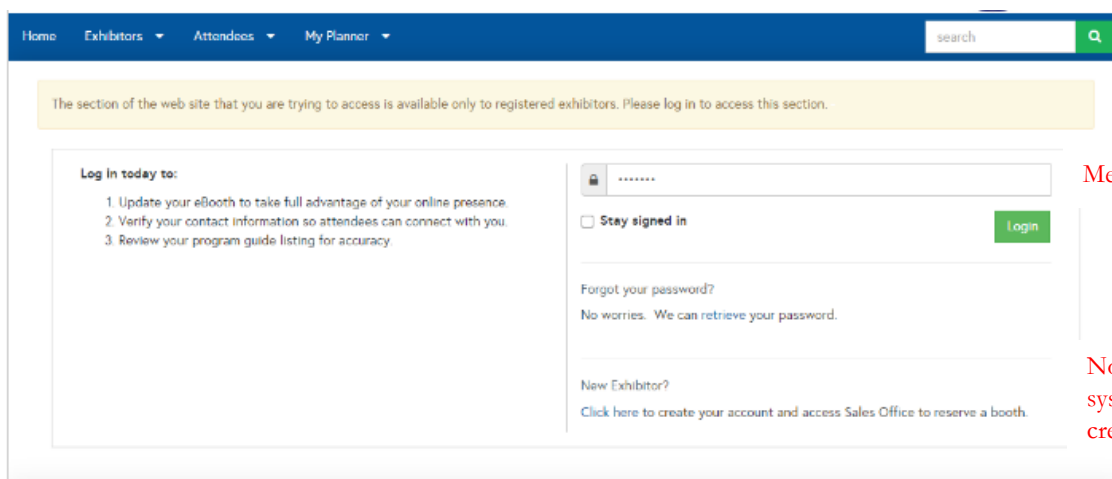 Home Exhibitors Attendees My Planner search
The section of the web site that you are trying to access is available only to registered exhibitors. Please log in to access this section.
Log in today to:
1. Update your eBooth to take full advantage of your online presence.
2. Verify your contact information so attendees can connect with you.
3. Review your program guide listing for accuracy.
Stay signed in
Login
Forgot your password?
No worries. We can retrieve your password.
New Exhibitor?
Click here to create your account and access Sales Office to reserve a booth.